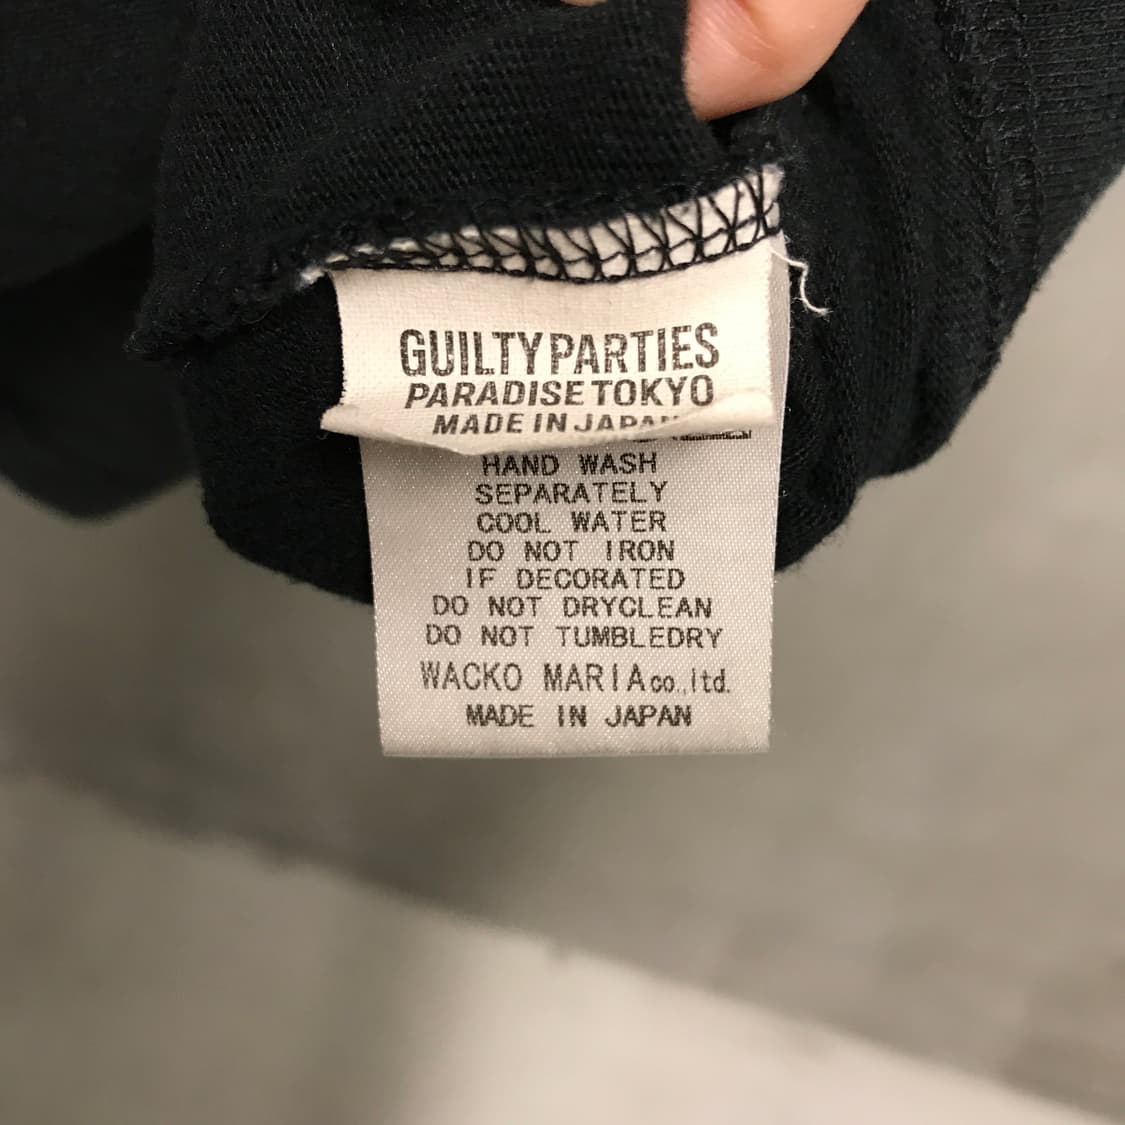 GUILTY PARTIES
PARADISE TOKYO
MADE IN JAPAN
HAND WASH
SEPARATELY
COOL WATER
DO NOT IRON
IF DECORATED
DO NOT DRYCLEAN
DO NOT TUMBLEDRY
WACKO MARIA co.,ltd.
MADE IN JAPAN